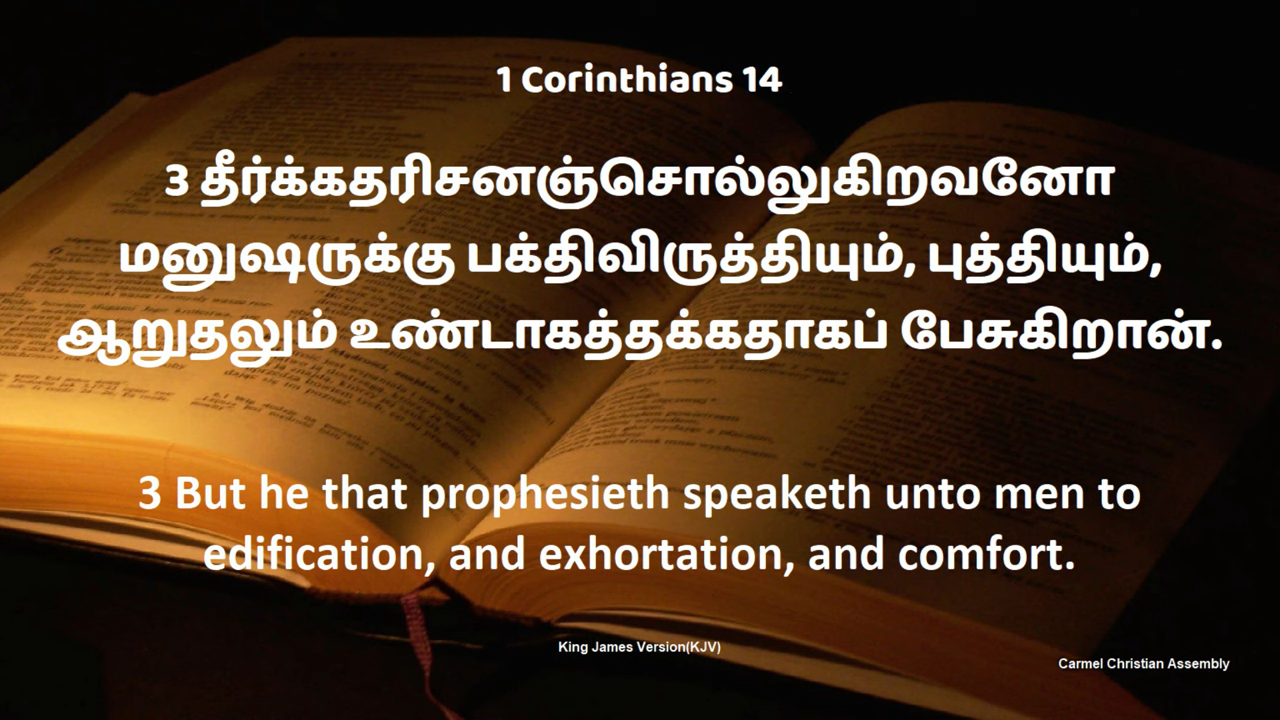 1 Corinthians 14
3 தீர்க்கதரிசனஞ்சொல்லுகிறவனோ
மனுஷருக்கு பக்திவிருத்தியும், புத்தியும்,
ஆறுதலும் உண்டாகத்தக்கதாகப் பேசுகிறான்.
3 But he that prophesieth speaketh unto men to
edification, and exhortation, and comfort.
King James Version(KJV)
Carmel Christian Assembly